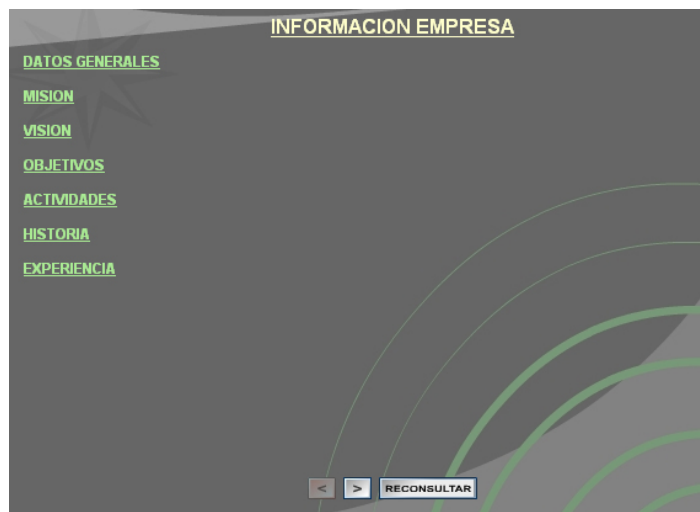 INFORMACION EMPRESA
DATOS GENERALES
MISION
VISION
OBJETIVOS
ACTIVIDADES
HISTORIA
EXPERIENCIA
< > RECONSULTAR